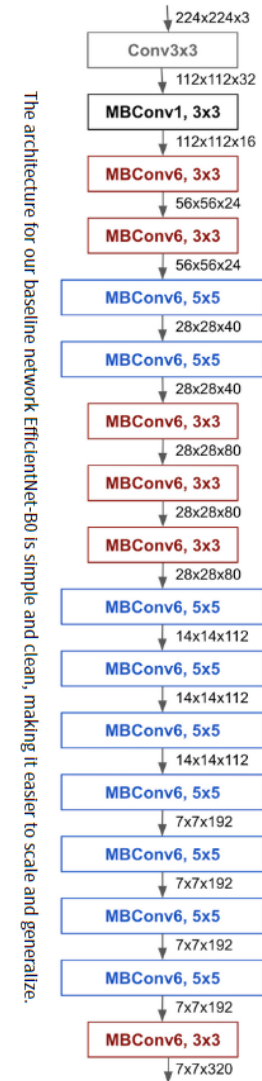 224x224x3
Conv3x3
112x112x32
MBConv1, 3x3
112x112x16
MBConv6, 3x3
56x56x24
MBConv6, 3x3
56x56x24
MBConv6, 5x5
28x28x40
MBConv6, 5x5
28x28x40
MBConv6, 3x3
28x28x80
MBConv6, 3x3
28x28x80
MBConv6, 3x3
28x28x80
MBConv6, 5x5
14x14x112
MBConv6, 5x5
14x14x112
MBConv6, 5x5
14x14x112
MBConv6, 5x5
7x7x192
MBConv6, 5x5
7x7x192
MBConv6, 5x5
7x7x192
MBConv6, 5x5
7x7x192
MBConv6, 3x3
7x7x320
The architecture for our baseline network EfficientNet-B0 is simple and clean, making it easier to scale and generalize.